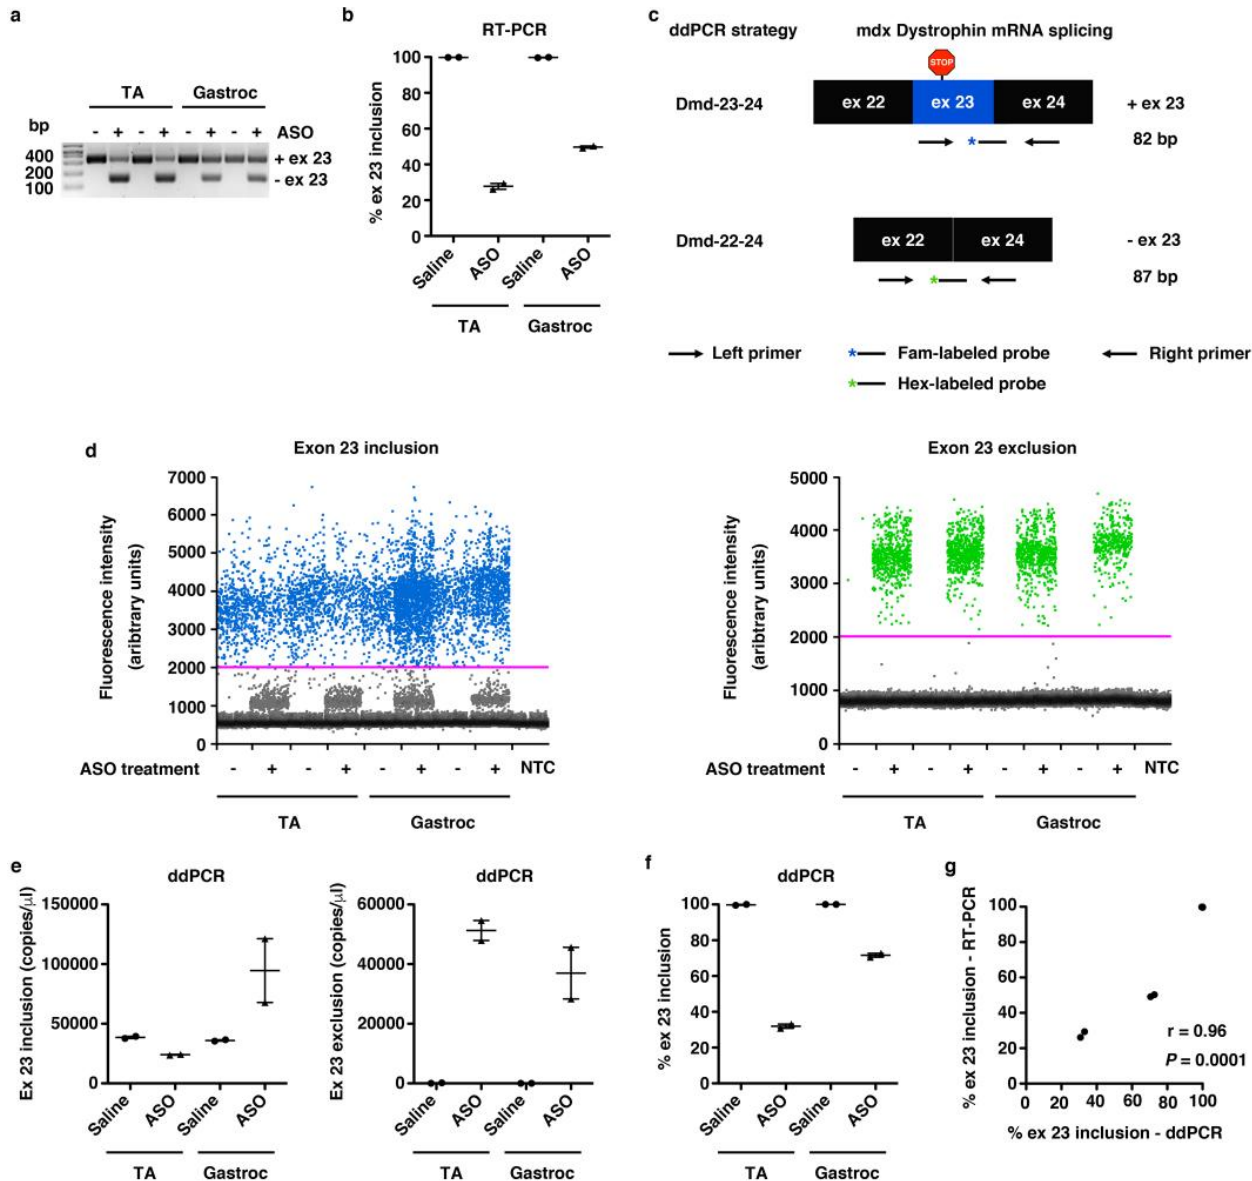 a
TA Gastroc
bp - + - + - + - + ASO
400 + ex 23
200 - ex 23
100
b
RT-PCR
% ex 23 inclusion
100
80
60
40
20
0
Saline ASO Saline ASO
TA Gastroc
c
ddPCR strategy mdx Dystrophin mRNA splicing
STOP
Dmd-23-24 ex 22 ex 23 ex 24 + ex 23
82 bp
Dmd-22-24 ex 22 ex 24 - ex 23
87 bp
Left primer * Fam-labeled probe Right primer
* Hex-labeled probe
d
Exon 23 inclusion
Fluorescence intensity
(aribtrary units)
7000
6000
5000
4000
3000
2000
1000
0
ASO treatment - + - + - + - + NTC
TA Gastroc
Exon 23 exclusion
Fluorescence intensity
(aribtrary units)
5000
4000
3000
2000
1000
0
ASO treatment - + - + - + - + NTC
TA Gastroc
e
ddPCR
Ex 23 inclusion (copies/µl)
150000
100000
50000
0
Saline ASO Saline ASO
TA Gastroc
ddPCR
Ex 23 exclusion (copies/µl)
60000
40000
20000
0
Saline ASO Saline ASO
TA Gastroc
f
ddPCR
% ex 23 inclusion
100
80
60
40
20
0
Saline ASO Saline ASO
TA Gastroc
g
% ex 23 inclusion - RT-PCR
100
80
60
40
20
0
r = 0.96
P = 0.0001
0 20 40 60 80 100
% ex 23 inclusion - ddPCR